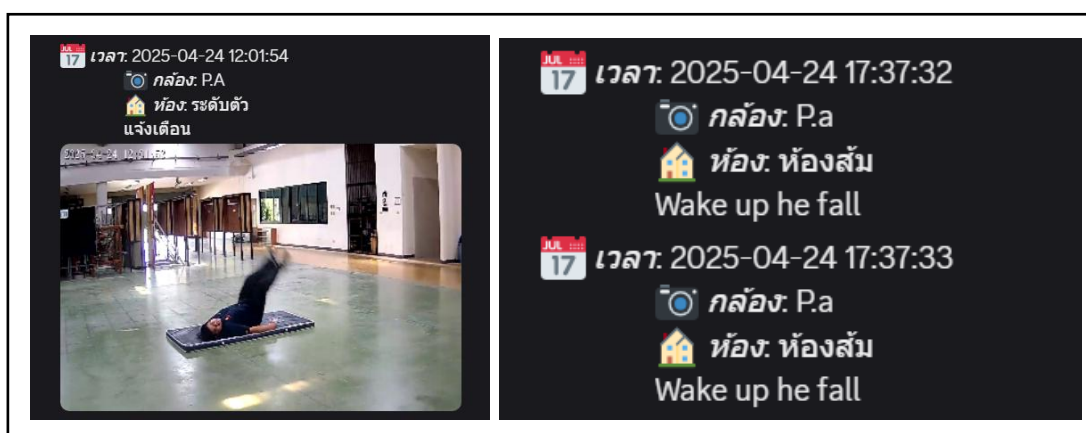 เวลา: 2025-04-24 12:01:54
กล้อง: P.A
ห้อง: ระดับตัว
แจ้งเตือน
เวลา: 2025-04-24 17:37:32
กล้อง: P.a
ห้อง: ห้องส้ม
Wake up he fall
เวลา: 2025-04-24 17:37:33
กล้อง: P.a
ห้อง: ห้องส้ม
Wake up he fall